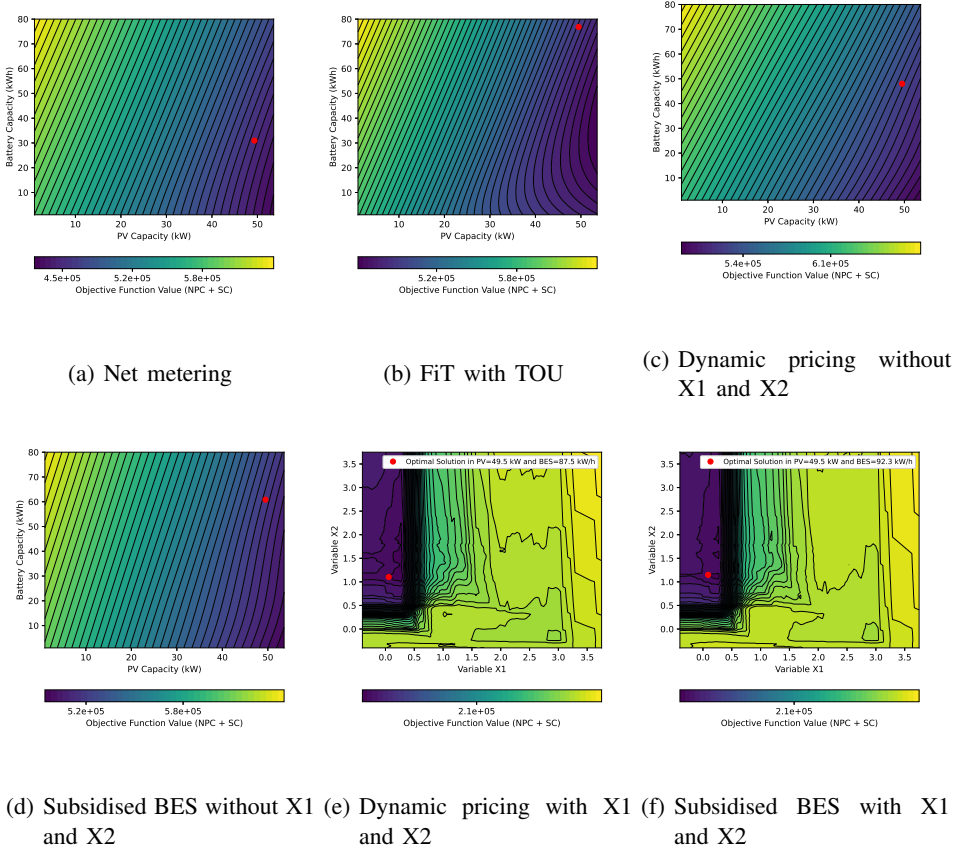 80
70
60
50
40
30
20
10
Battery Capacity (kWh)
10 20 30 40 50
PV Capacity (kW)
4.5e+05 5.2e+05 5.8e+05
Objective Function Value (NPC + SC)
(a) Net metering
80
70
60
50
40
30
20
10
Battery Capacity (kWh)
10 20 30 40 50
PV Capacity (kW)
5.2e+05 5.8e+05
Objective Function Value (NPC + SC)
(b) FiT with TOU
80
70
60
50
40
30
20
10
Battery Capacity (kWh)
10 20 30 40 50
PV Capacity (kW)
5.4e+05 6.1e+05
Objective Function Value (NPC + SC)
(c) Dynamic pricing without
X1 and X2
80
70
60
50
40
30
20
10
Battery Capacity (kWh)
10 20 30 40 50
PV Capacity (kW)
5.2e+05 5.8e+05
Objective Function Value (NPC + SC)
(d) Subsidised BES without X1
and X2
Optimal Solution in PV=49.5 kW and BES=87.5 kW/h
3.5
3.0
2.5
2.0
1.5
1.0
0.5
0.0
Variable X2
0.0 0.5 1.0 1.5 2.0 2.5 3.0 3.5
Variable X1
2.1e+05
Objective Function Value (NPC + SC)
(e) Dynamic pricing with X1
and X2
Optimal Solution in PV=49.5 kW and BES=92.3 kW/h
3.5
3.0
2.5
2.0
1.5
1.0
0.5
0.0
Variable X2
0.0 0.5 1.0 1.5 2.0 2.5 3.0 3.5
Variable X1
2.1e+05
Objective Function Value (NPC + SC)
(f) Subsidised BES with X1
and X2